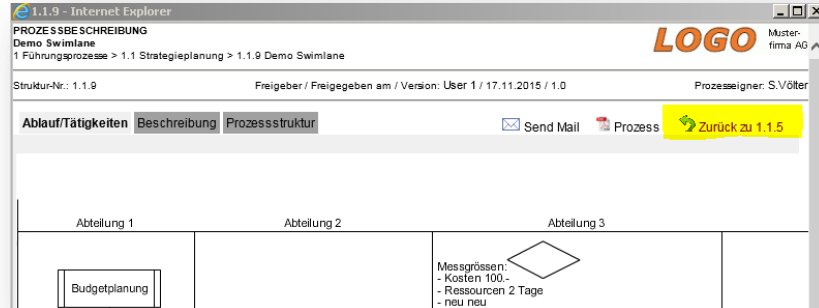 1.1.9 - Internet Explorer
PROZESSBESCHREIBUNG
Demo Swimlane
1 Führungsprozesse > 1.1 Strategieplanung > 1.1.9 Demo Swimlane
LOGO
Muster-
firma AG
Struktur-Nr.: 1.1.9 Freigeber / Freigegeben am / Version: User 1 / 17.11.2015 / 1.0 Prozesseigner: S.Völter
Ablauf/Tätigkeiten Beschreibung Prozessstruktur Send Mail Prozess Zurück zu 1.1.5
Abteilung 1 Abteilung 2 Abteilung 3
Budgetplanung
Messgrössen:
- Kosten 100.-
- Ressourcen 2 Tage
- neu neu